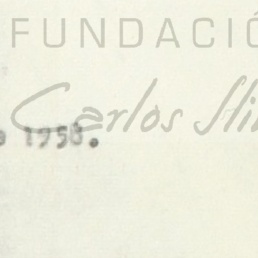 FUNDACIÓ
Carlos Sli
o 1958.